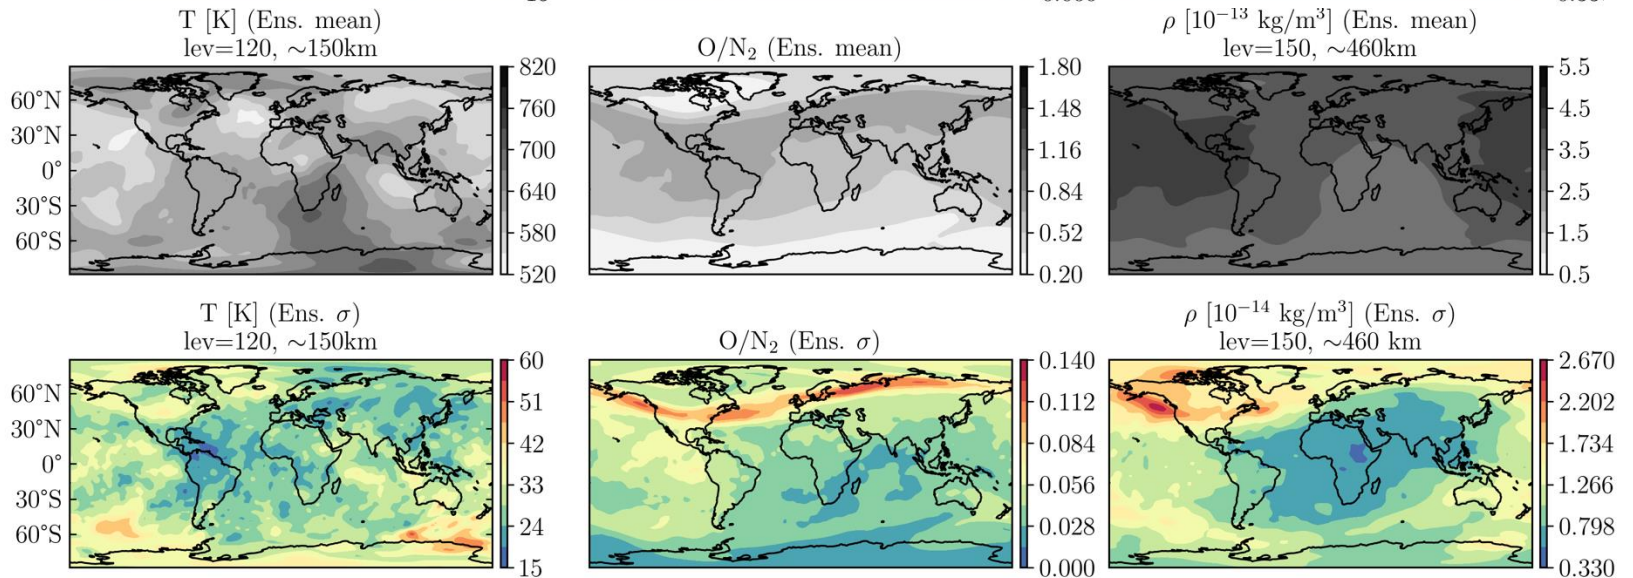 T [K] (Ens. mean)
lev=120, ∼150km
O/N₂ (Ens. mean)
ρ [10⁻¹³ kg/m³] (Ens. mean)
lev=150, ∼460km
60°N
30°N
0°
30°S
60°S
820
760
700
640
580
520
1.80
1.48
1.16
0.84
0.52
0.20
5.5
4.5
3.5
2.5
1.5
0.5
T [K] (Ens. σ)
lev=120, ∼150km
O/N₂ (Ens. σ)
ρ [10⁻¹⁴ kg/m³] (Ens. σ)
lev=150, ∼460 km
60°N
30°N
0°
30°S
60°S
60
51
42
33
24
15
0.140
0.112
0.084
0.056
0.028
0.000
2.670
2.202
1.734
1.266
0.798
0.330